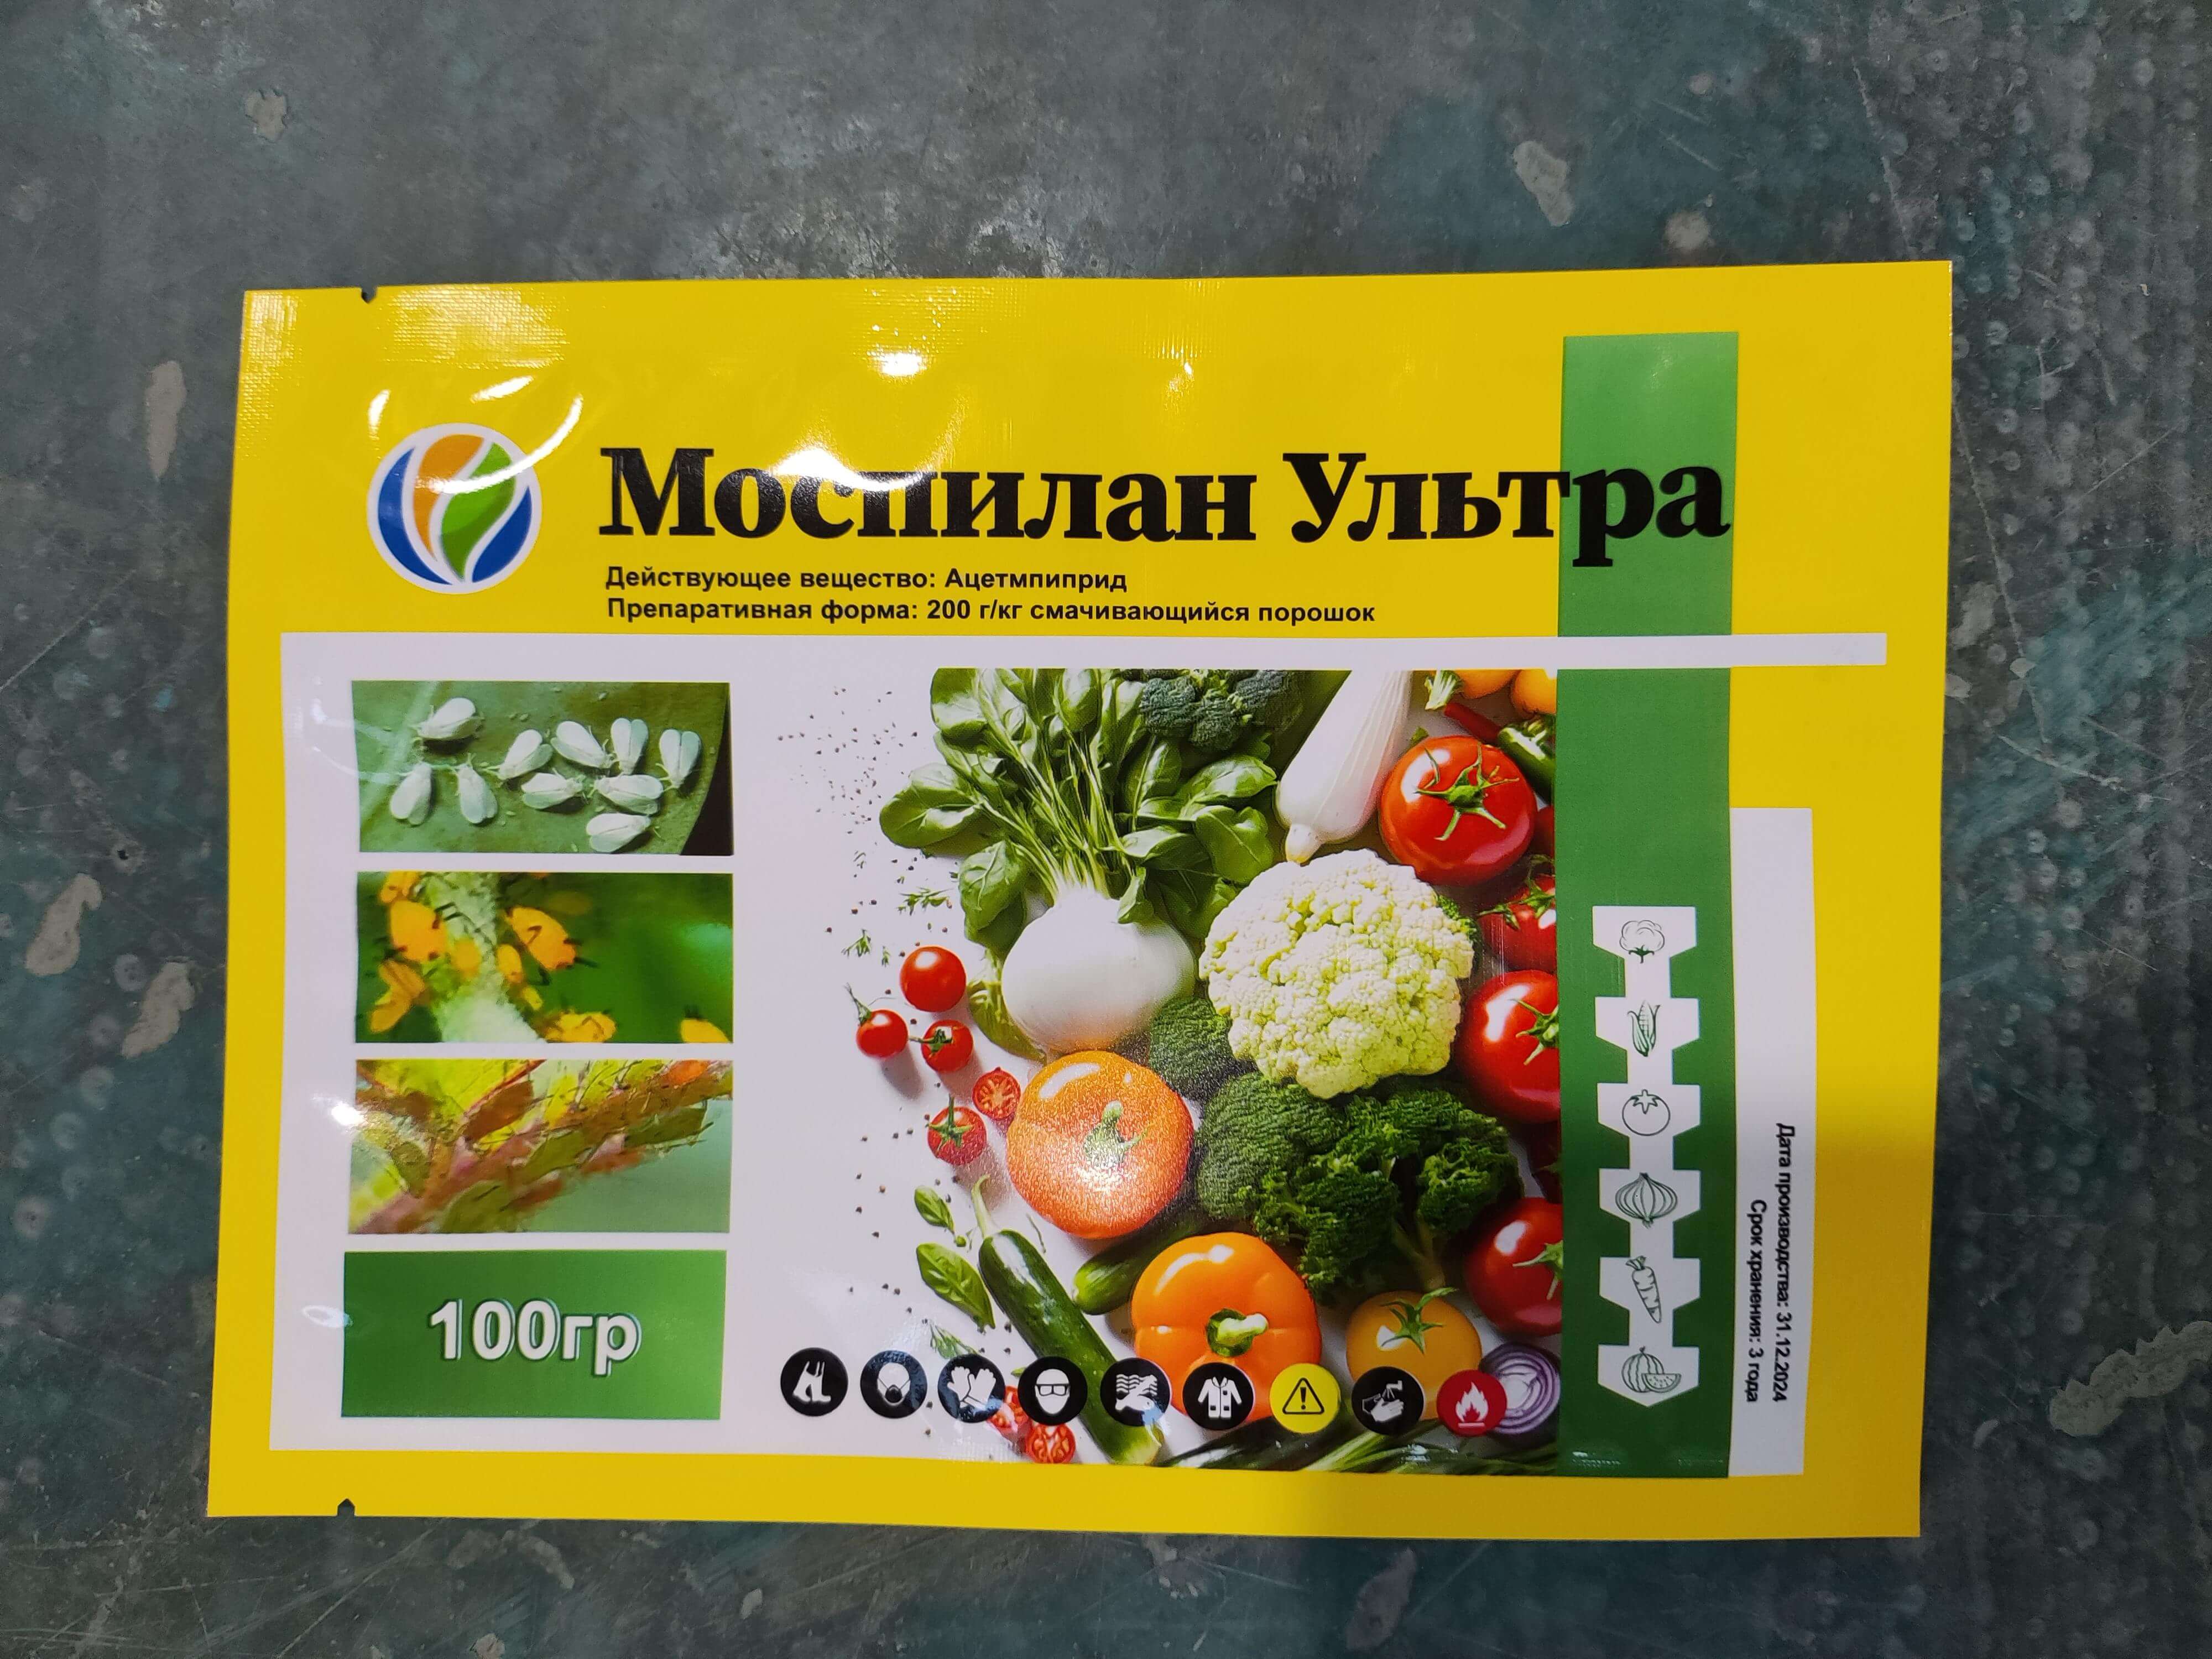 Моспилан Ультра
Действующее вещество: Ацетмпиприд
Препаративная форма: 200 г/кг смачивающийся порошок
100гр
Дата производства: 31.12.2024
Срок хранения: 3 года